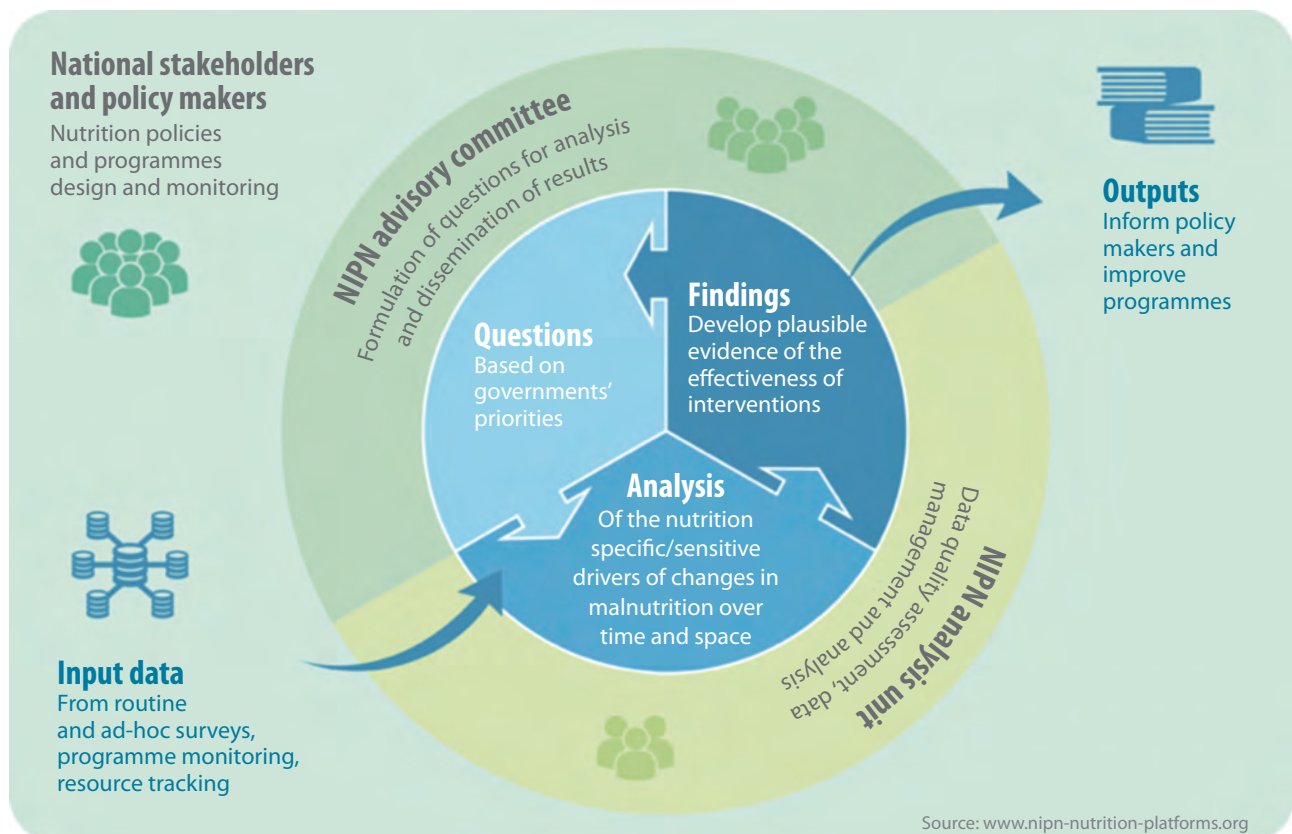 National stakeholders
and policy makers
Nutrition policies
and programmes
design and monitoring
NIPN advisory committee
Formulation of questions for analysis
and dissemination of results
Outputs
Inform policy
makers and
improve
programmes
Questions
Based on
governments’
priorities
Findings
Develop plausible
evidence of the
effectiveness of
interventions
Analysis
Of the nutrition
specific/sensitive
drivers of changes in
malnutrition over
time and space
Input data
From routine
and ad-hoc surveys,
programme monitoring,
resource tracking
NIPN analysis unit
Data quality assessment, data
management and analysis
Source: www.nipn-nutrition-platforms.org